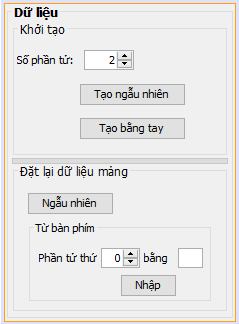 Dữ liệu
Khởi tạo
Số phần tử: 2
Tạo ngẫu nhiên
Tạo bằng tay
Đặt lại dữ liệu mảng
Ngẫu nhiên
Từ bàn phím
Phần tử thứ 0 bằng
Nhập